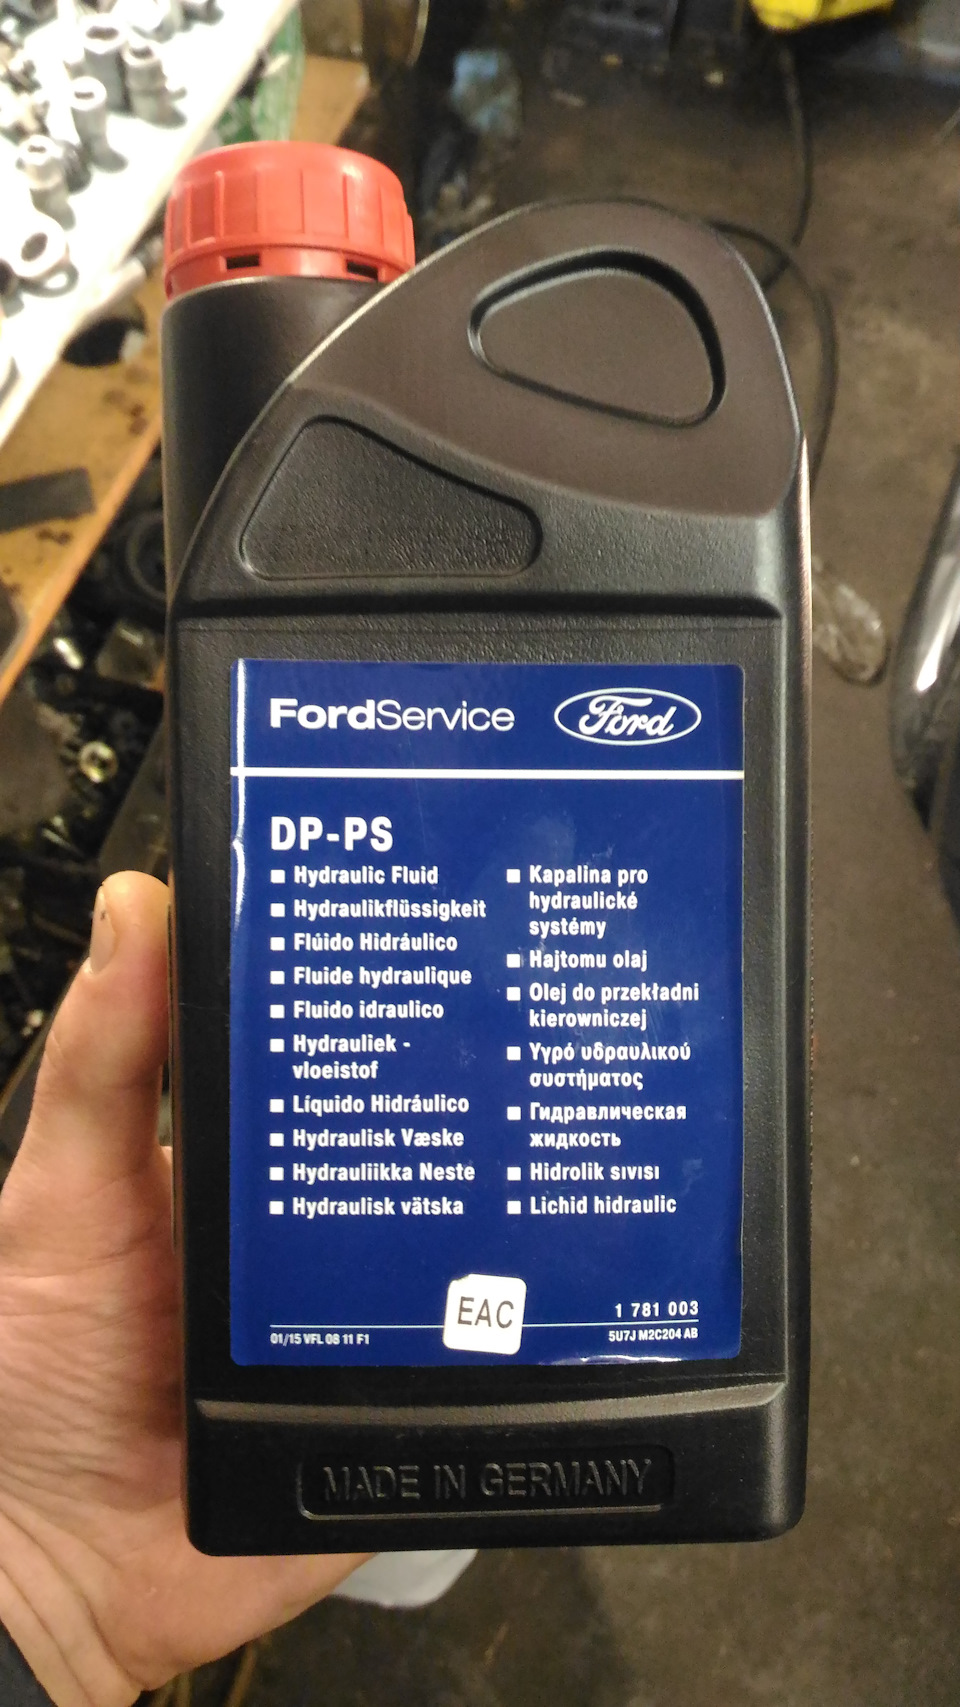 FordService
Ford
DP-PS
■ Hydraulic Fluid
■ Hydraulikflüssigkeit
■ Flúido Hidráulico
■ Fluide hydraulique
■ Fluido idraulico
■ Hydrauliek -
vloeistof
■ Líquido Hidráulico
■ Hydraulisk Væske
■ Hydrauliikka Neste
■ Hydraulisk vätska
■ Kapalina pro
hydraulické
systémy
■ Hajtomu olaj
■ Olej do przekładni
kierowniczej
■ Υγρό υδραυλικού
συστήματος
■ Гидравлическая
жидкость
■ Hidrolik sıvısı
■ Lichid hidraulic
EAC
1 781 003
01/15 VFL 08 11 F1
5U7J M2C204 AB
MADE IN GERMANY